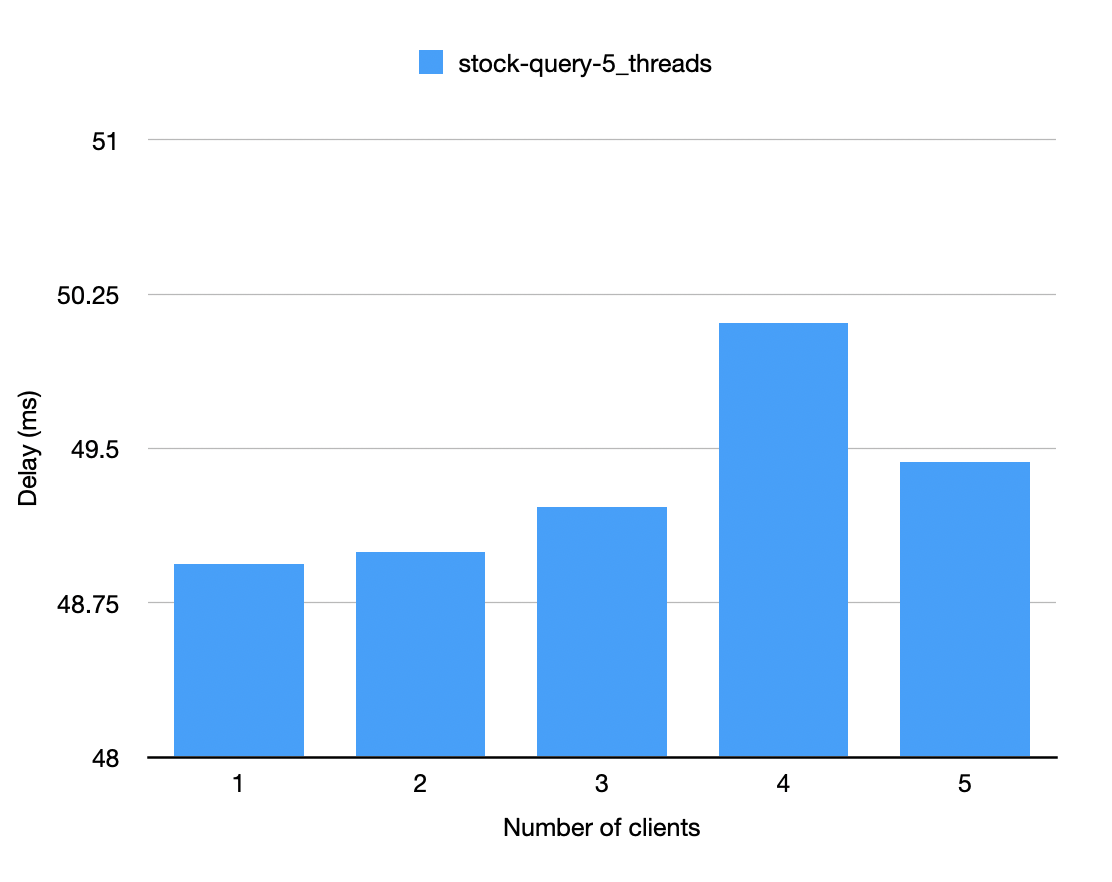 stock-query-5_threads
51
50.25
49.5
48.75
48
Delay (ms)
1 2 3 4 5
Number of clients